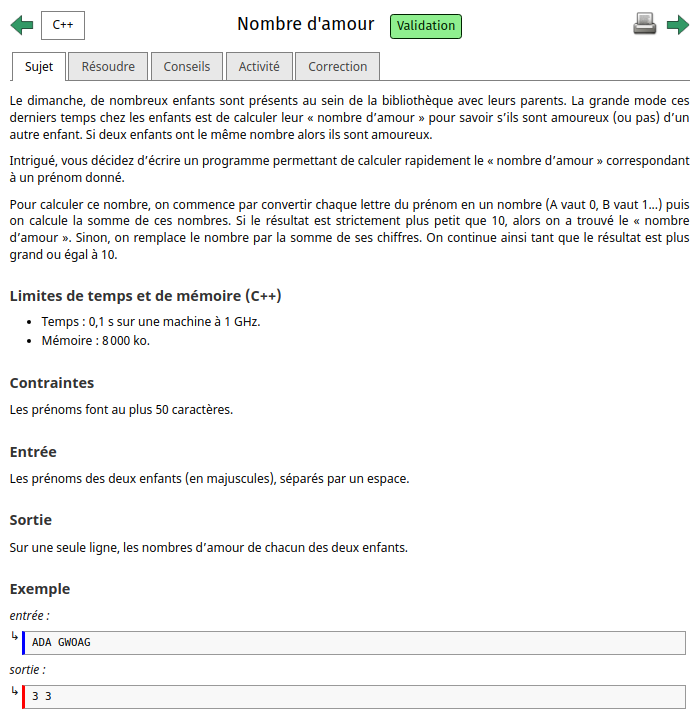 C++
Nombre d'amour
Validation
Sujet
Résoudre
Conseils
Activité
Correction
Le dimanche, de nombreux enfants sont présents au sein de la bibliothèque avec leurs parents. La grande mode ces
derniers temps chez les enfants est de calculer leur « nombre d’amour » pour savoir s’ils sont amoureux (ou pas) d’un
autre enfant. Si deux enfants ont le même nombre alors ils sont amoureux.
Intrigué, vous décidez d’écrire un programme permettant de calculer rapidement le « nombre d’amour » correspondant
à un prénom donné.
Pour calculer ce nombre, on commence par convertir chaque lettre du prénom en un nombre (A vaut 0, B vaut 1…) puis
on calcule la somme de ces nombres. Si le résultat est strictement plus petit que 10, alors on a trouvé le « nombre
d’amour ». Sinon, on remplace le nombre par la somme de ses chiffres. On continue ainsi tant que le résultat est plus
grand ou égal à 10.
Limites de temps et de mémoire (C++)
• Temps : 0,1 s sur une machine à 1 GHz.
• Mémoire : 8 000 ko.
Contraintes
Les prénoms font au plus 50 caractères.
Entrée
Les prénoms des deux enfants (en majuscules), séparés par un espace.
Sortie
Sur une seule ligne, les nombres d’amour de chacun des deux enfants.
Exemple
entrée :
ADA GWOAG
sortie :
3 3